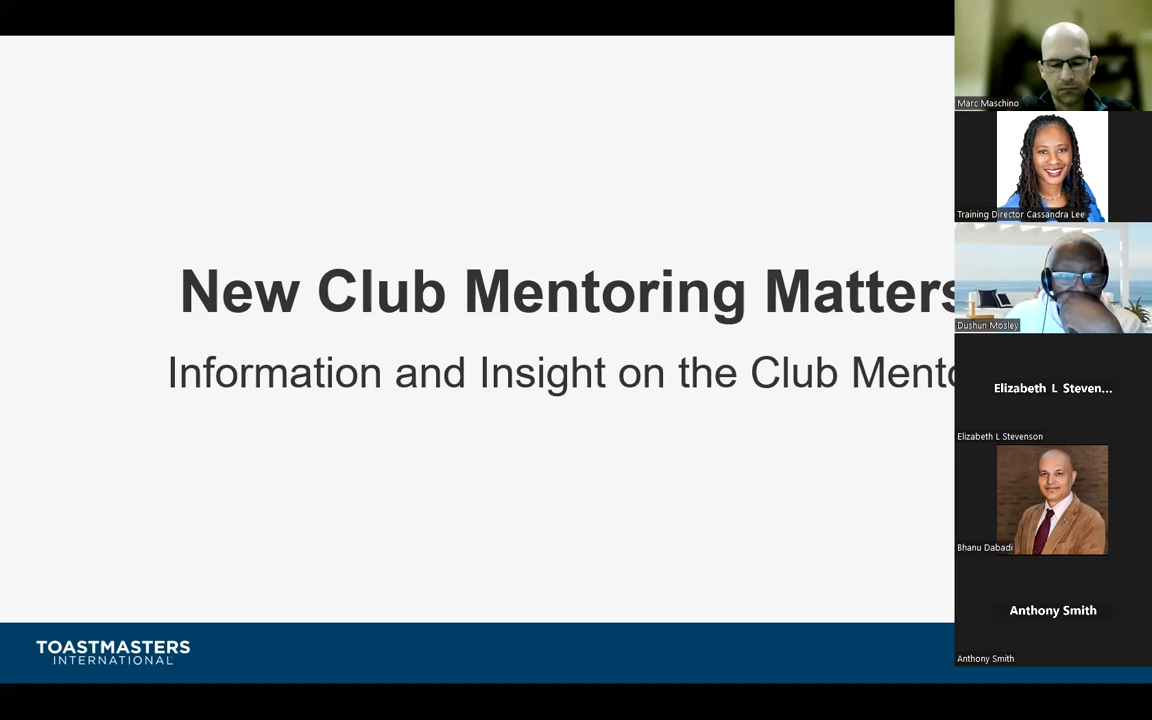 New Club Mentoring Matters
Information and Insight on the Club Mento
TOASTMASTERS
INTERNATIONAL
Marc Maschino
Training Director Cassandra Lee
Dushun Mosley
Elizabeth L Steven...
Elizabeth L Stevenson
Bhanu Dabadi
Anthony Smith
Anthony Smith